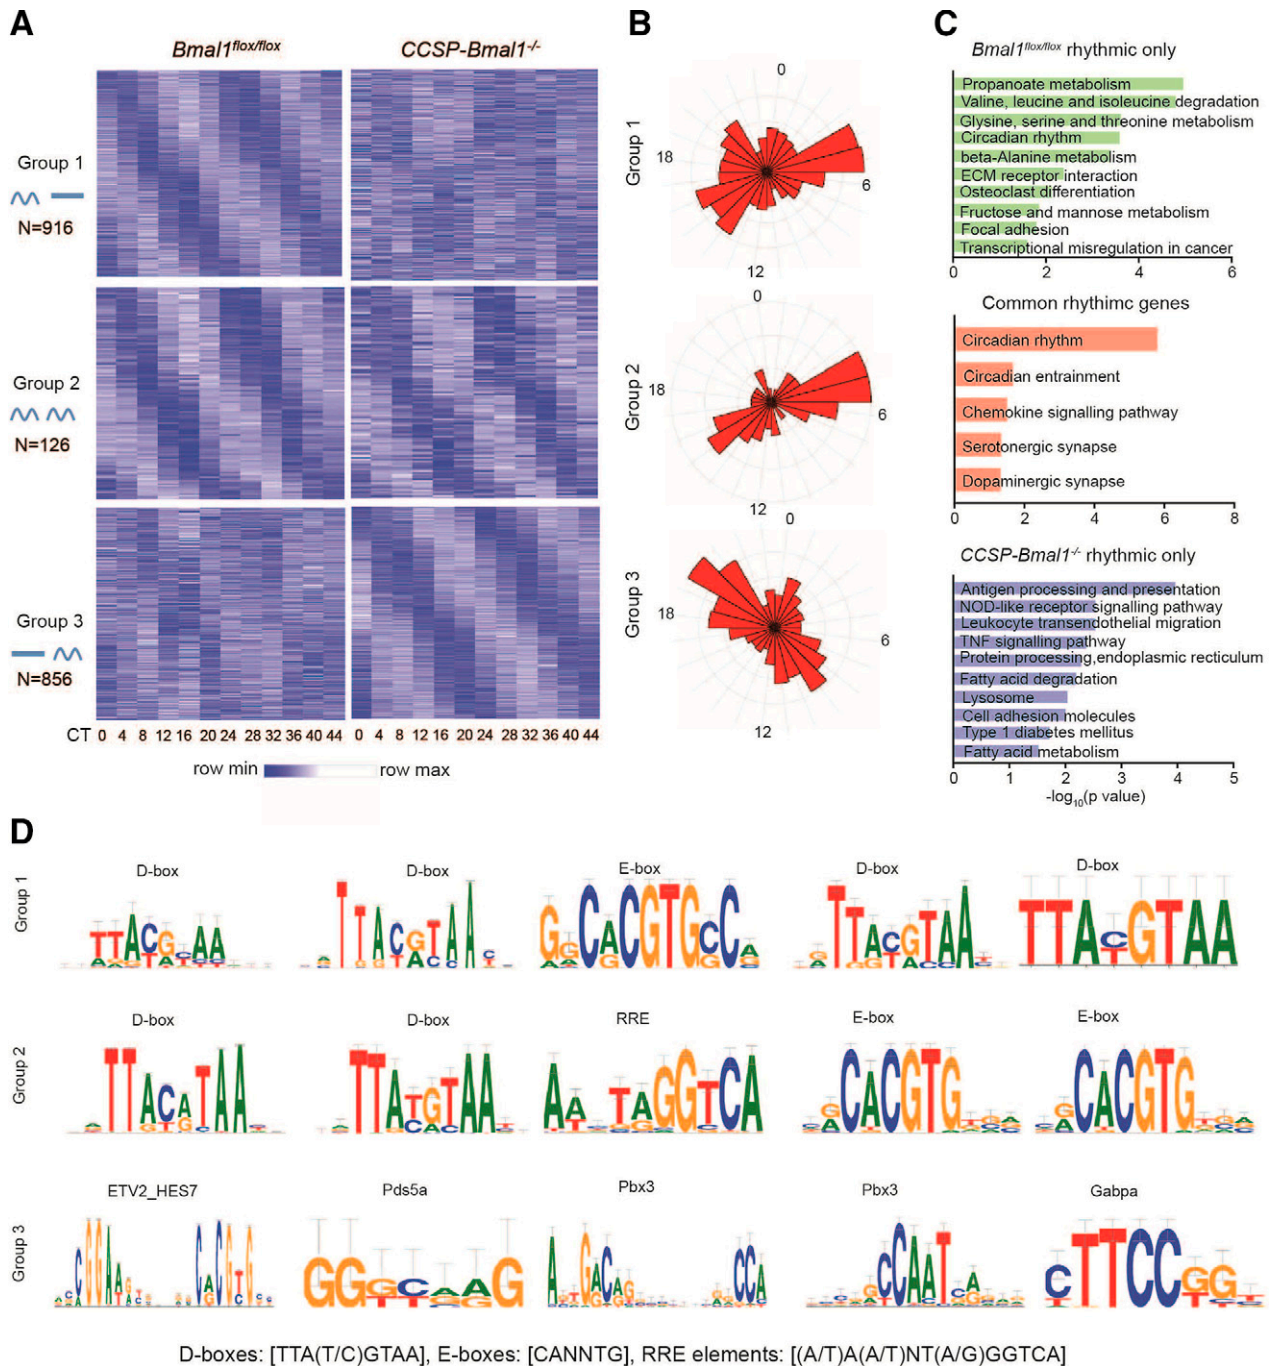 A
Bmal1flox/flox
CCSP-Bmal1-/-
Group 1
N=916
Group 2
N=126
Group 3
N=856
CT 0 4 8 12 16 20 24 28 32 36 40 44 0 4 8 12 16 20 24 28 32 36 40 44
row min row max
B
Group 1
0
6
12
18
Group 2
0
6
12
18
Group 3
0
6
12
18
C
Bmal1flox/flox rhythmic only
Propanoate metabolism
Valine, leucine and isoleucine degradation
Glysine, serine and threonine metabolism
Circadian rhythm
beta-Alanine metabolism
ECM receptor interaction
Osteoclast differentiation
Fructose and mannose metabolism
Focal adhesion
Transcriptional misregulation in cancer
0 2 4 6
Common rhythimc genes
Circadian rhythm
Circadian entrainment
Chemokine signalling pathway
Serotonergic synapse
Dopaminergic synapse
0 2 4 6 8
CCSP-Bmal1-/- rhythmic only
Antigen processing and presentation
NOD-like receptor signalling pathway
Leukocyte transendothelial migration
TNF signalling pathway
Protein processing,endoplasmic recticulum
Fatty acid degradation
Lysosome
Cell adhesion molecules
Type 1 diabetes mellitus
Fatty acid metabolism
0 1 2 3 4 5
-log10(p value)
D
Group 1
D-box D-box E-box D-box D-box
Group 2
D-box D-box RRE E-box E-box
Group 3
ETV2_HES7 Pds5a Pbx3 Pbx3 Gabpa
D-boxes: [TTA(T/C)GTAA], E-boxes: [CANNTG], RRE elements: [(A/T)A(A/T)NT(A/G)GGTCA]